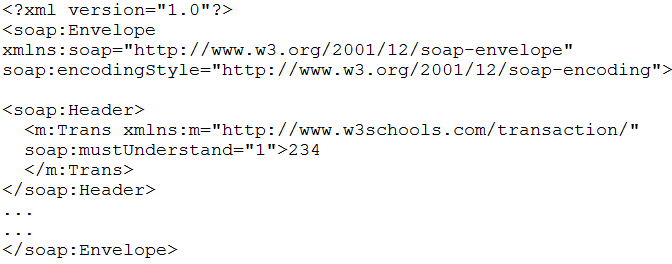 <?xml version="1.0"?>
<soap:Envelope
xmlns:soap="http://www.w3.org/2001/12/soap-envelope"
soap:encodingStyle="http://www.w3.org/2001/12/soap-encoding">

<soap:Header>
  <m:Trans xmlns:m="http://www.w3schools.com/transaction/"
  soap:mustUnderstand="1">234
  </m:Trans>
</soap:Header>
...
...
</soap:Envelope>